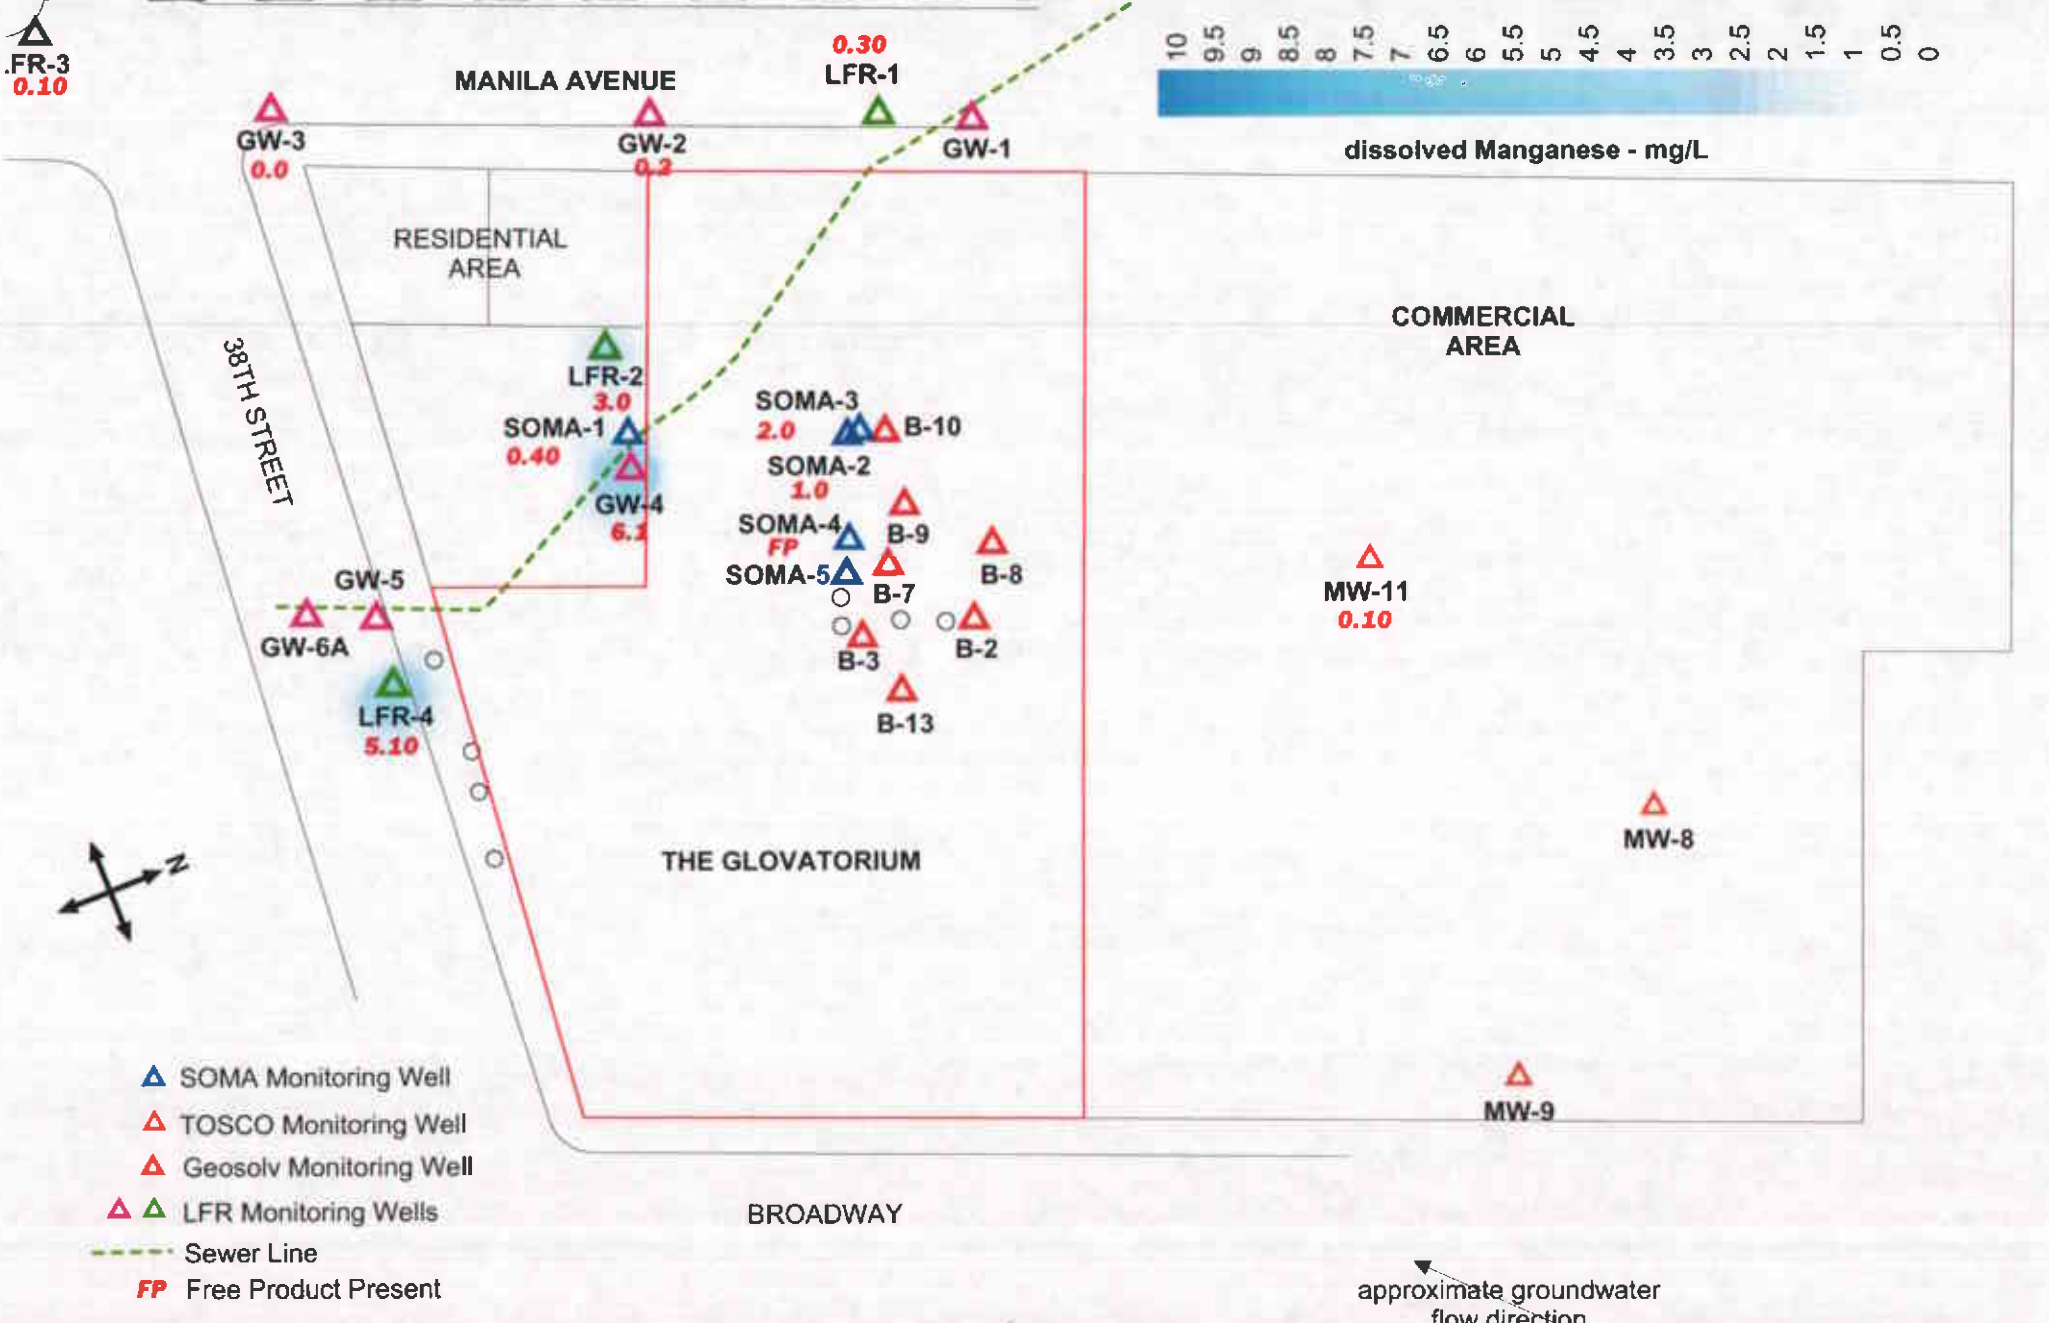 .FR-3
0.10
MANILA AVENUE
0.30
LFR-1
10 9.5 9 8.5 8 7.5 7 6.5 6 5.5 5 4.5 4 3.5 3 2.5 2 1.5 1 0.5 0
dissolved Manganese - mg/L
GW-3
0.0
GW-2
GW-1
RESIDENTIAL
AREA
COMMERCIAL
AREA
38TH STREET
LFR-2
3.0
SOMA-1
0.40
GW-4
6.1
SOMA-3
2.0
B-10
SOMA-2
1.0
SOMA-4
FP
B-9
SOMA-5
B-7
B-8
B-3
B-2
B-13
MW-11
0.10
GW-5
GW-6A
LFR-4
5.10
MW-8
N
THE GLOVATORIUM
MW-9
SOMA Monitoring Well
TOSCO Monitoring Well
Geosolv Monitoring Well
LFR Monitoring Wells
Sewer Line
FP Free Product Present
BROADWAY
approximate groundwater
flow direction